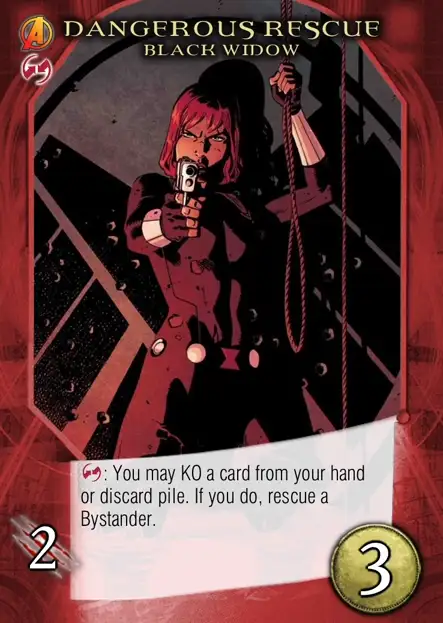 DANGEROUS RESCUE
BLACK WIDOW
: You may KO a card from your hand
or discard pile. If you do, rescue a
Bystander.
2
3